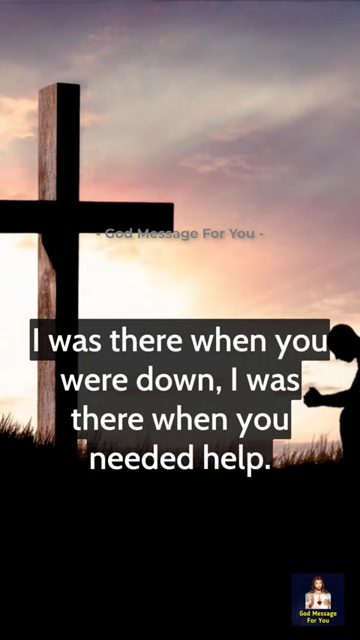 - God Message For You -
I was there when you
were down, I was
there when you
needed help.
God Message
For You